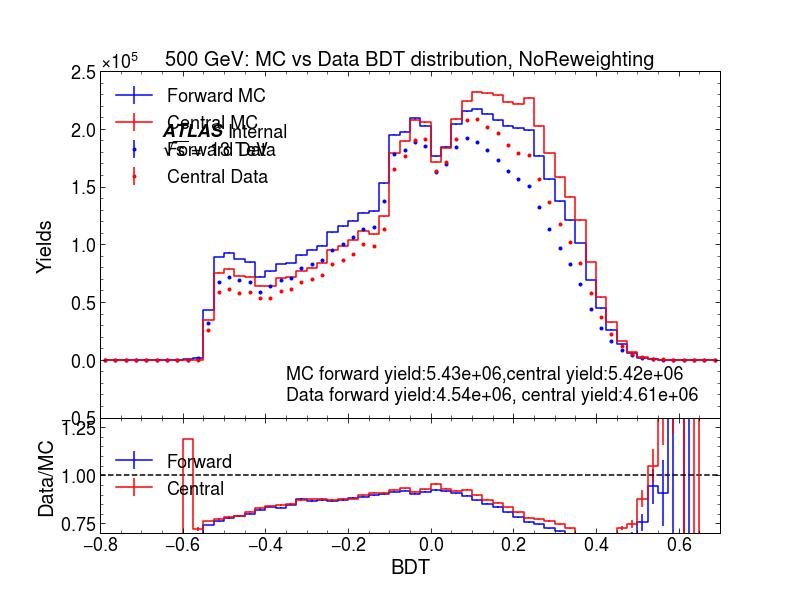 500 GeV: MC vs Data BDT distribution, NoReweighting
×10⁵
2.5
2.0
1.5
1.0
0.5
0.0
0.5
Yields
Forward MC
Central MC
ATLAS Internal
√s = 13 TeV
Forward Data
Central Data
MC forward yield:5.43e+06,central yield:5.42e+06
Data forward yield:4.54e+06, central yield:4.61e+06
1.25
1.00
0.75
Data/MC
Forward
Central
−0.8 −0.6 −0.4 −0.2 0.0 0.2 0.4 0.6
BDT